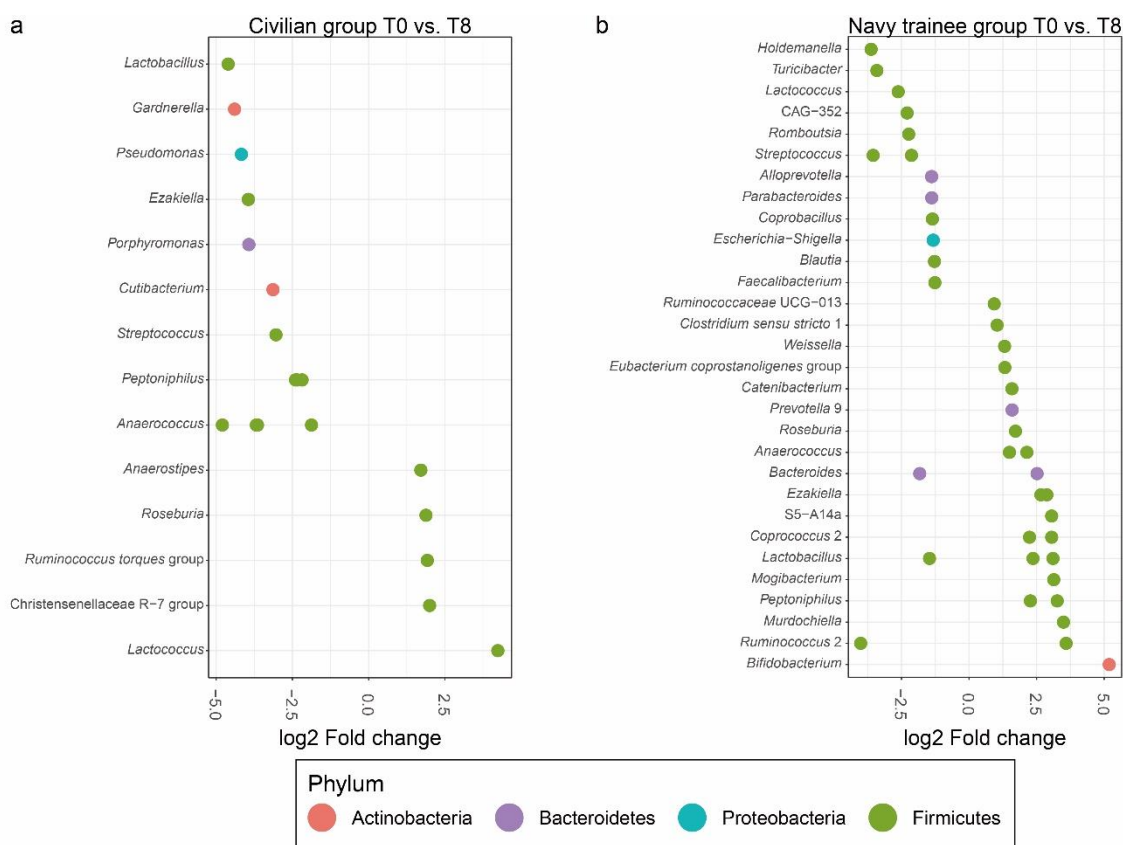 a
Civilian group T0 vs. T8
Lactobacillus
Gardnerella
Pseudomonas
Ezakiella
Porphyromonas
Cutibacterium
Streptococcus
Peptoniphilus
Anaerococcus
Anaerostipes
Roseburia
Ruminococcus torques group
Christensenellaceae R−7 group
Lactococcus
−5.0
−2.5
0.0
2.5
log2 Fold change
b
Navy trainee group T0 vs. T8
Holdemanella
Turicibacter
Lactococcus
CAG−352
Romboutsia
Streptococcus
Alloprevotella
Parabacteroides
Coprobacillus
Escherichia−Shigella
Blautia
Faecalibacterium
Ruminococcaceae UCG−013
Clostridium sensu stricto 1
Weissella
Eubacterium coprostanoligenes group
Catenibacterium
Prevotella 9
Roseburia
Anaerococcus
Bacteroides
Ezakiella
S5−A14a
Coprococcus 2
Lactobacillus
Mogibacterium
Peptoniphilus
Murdochiella
Ruminococcus 2
Bifidobacterium
−2.5
0.0
2.5
5.0
log2 Fold change
Phylum
Actinobacteria
Bacteroidetes
Proteobacteria
Firmicutes